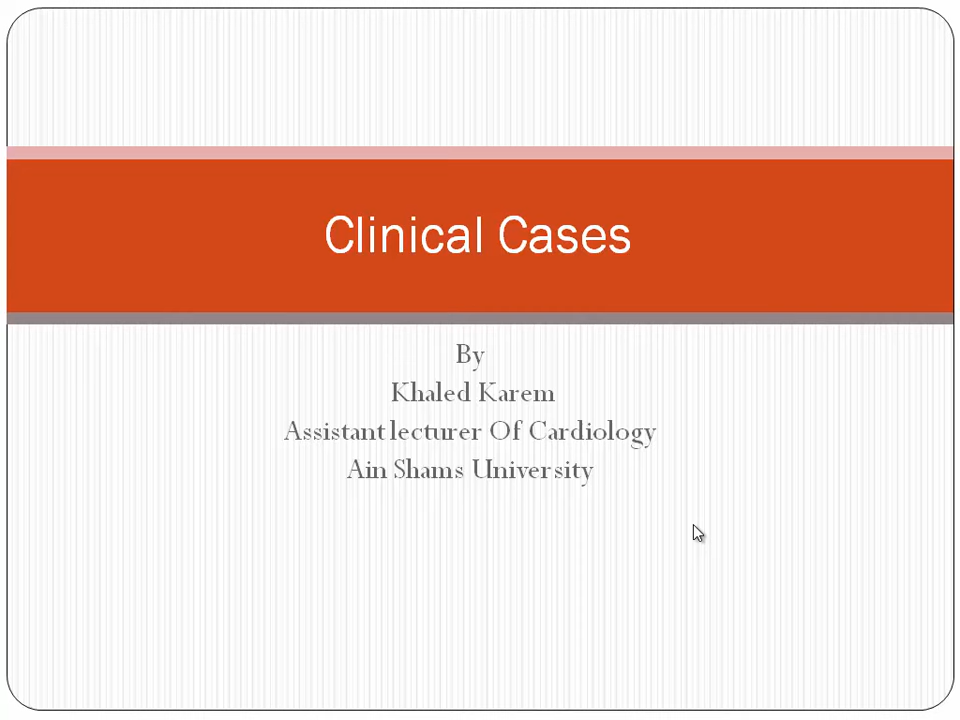 Clinical Cases
By
Khaled Karem
Assistant lecturer Of Cardiology
Ain Shams University